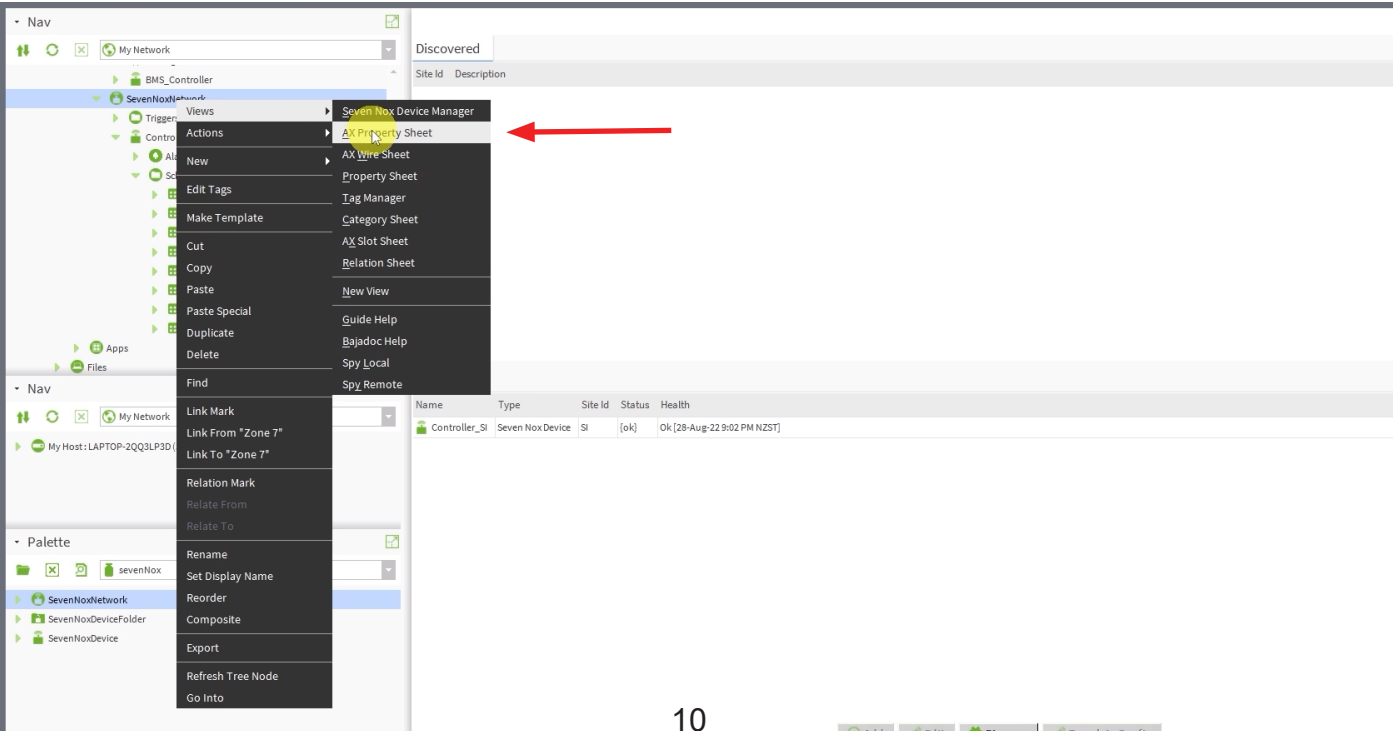 Nav
My Network
BMS_Controller
SevenNoxNetwork
Apps
Files
Views
Actions
New
Edit Tags
Make Template
Cut
Copy
Paste
Paste Special
Duplicate
Delete
Find
Link Mark
Link From "Zone 7"
Link To "Zone 7"
Relation Mark
Relate From
Relate To
Rename
Set Display Name
Reorder
Composite
Export
Refresh Tree Node
Go Into
Seven Nox Device Manager
AX Property Sheet
AX Wire Sheet
Property Sheet
Tag Manager
Category Sheet
AX Slot Sheet
Relation Sheet
New View
Guide Help
Bajadoc Help
Spy Local
Spy Remote
Nav
My Network
My Host : LAPTOP-2QQ3LP3D (
Palette
sevenNox
SevenNoxNetwork
SevenNoxDeviceFolder
SevenNoxDevice
Discovered
Site Id Description
Name Type Site Id Status Health
Controller_SI Seven Nox Device SI {ok} Ok [28-Aug-22 9:02 PM NZST]
10